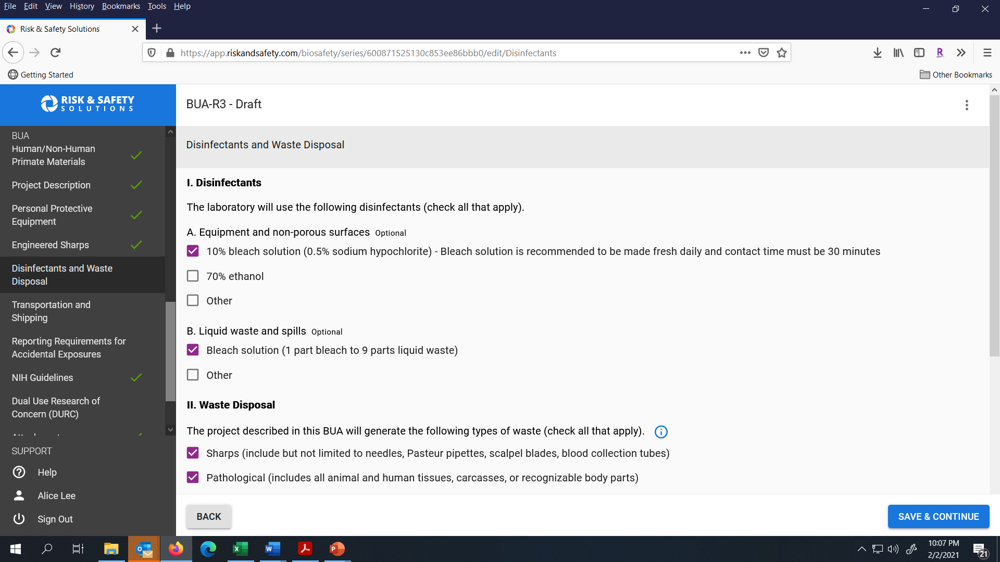 File Edit View History Bookmarks Tools Help
Risk & Safety Solutions
https://app.riskandsafety.com/biosafety/series/600871525130c853ee86bbb0/edit/Disinfectants
Getting Started
Other Bookmarks
RISK & SAFETY
SOLUTIONS
BUA
Human/Non-Human
Primate Materials
Project Description
Personal Protective
Equipment
Engineered Sharps
Disinfectants and Waste
Disposal
Transportation and
Shipping
Reporting Requirements for
Accidental Exposures
NIH Guidelines
Dual Use Research of
Concern (DURC)
SUPPORT
Help
Alice Lee
Sign Out
BUA-R3 - Draft
Disinfectants and Waste Disposal
I. Disinfectants
The laboratory will use the following disinfectants (check all that apply).
A. Equipment and non-porous surfaces Optional
10% bleach solution (0.5% sodium hypochlorite) - Bleach solution is recommended to be made fresh daily and contact time must be 30 minutes
70% ethanol
Other
B. Liquid waste and spills Optional
Bleach solution (1 part bleach to 9 parts liquid waste)
Other
II. Waste Disposal
The project described in this BUA will generate the following types of waste (check all that apply).
Sharps (include but not limited to needles, Pasteur pipettes, scalpel blades, blood collection tubes)
Pathological (includes all animal and human tissues, carcasses, or recognizable body parts)
BACK
SAVE & CONTINUE
10:07 PM
2/2/2021
21